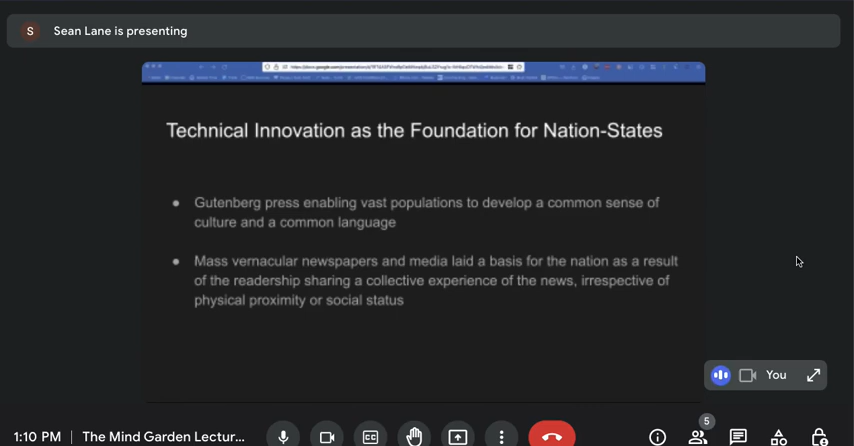 S
Sean Lane is presenting
Technical Innovation as the Foundation for Nation-States
● Gutenberg press enabling vast populations to develop a common sense of
culture and a common language
● Mass vernacular newspapers and media laid a basis for the nation as a result
of the readership sharing a collective experience of the news, irrespective of
physical proximity or social status
You
5
1:10 PM | The Mind Garden Lectur...
CC